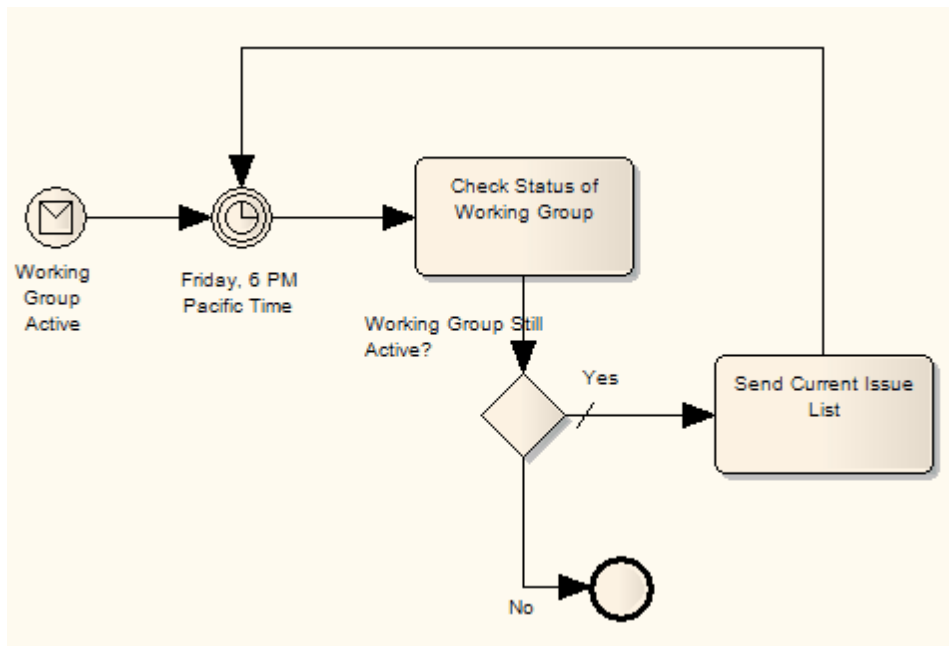 Working
Group
Active
Friday, 6 PM
Pacific Time
Check Status of
Working Group
Working Group Still
Active?
Yes
Send Current Issue
List
No